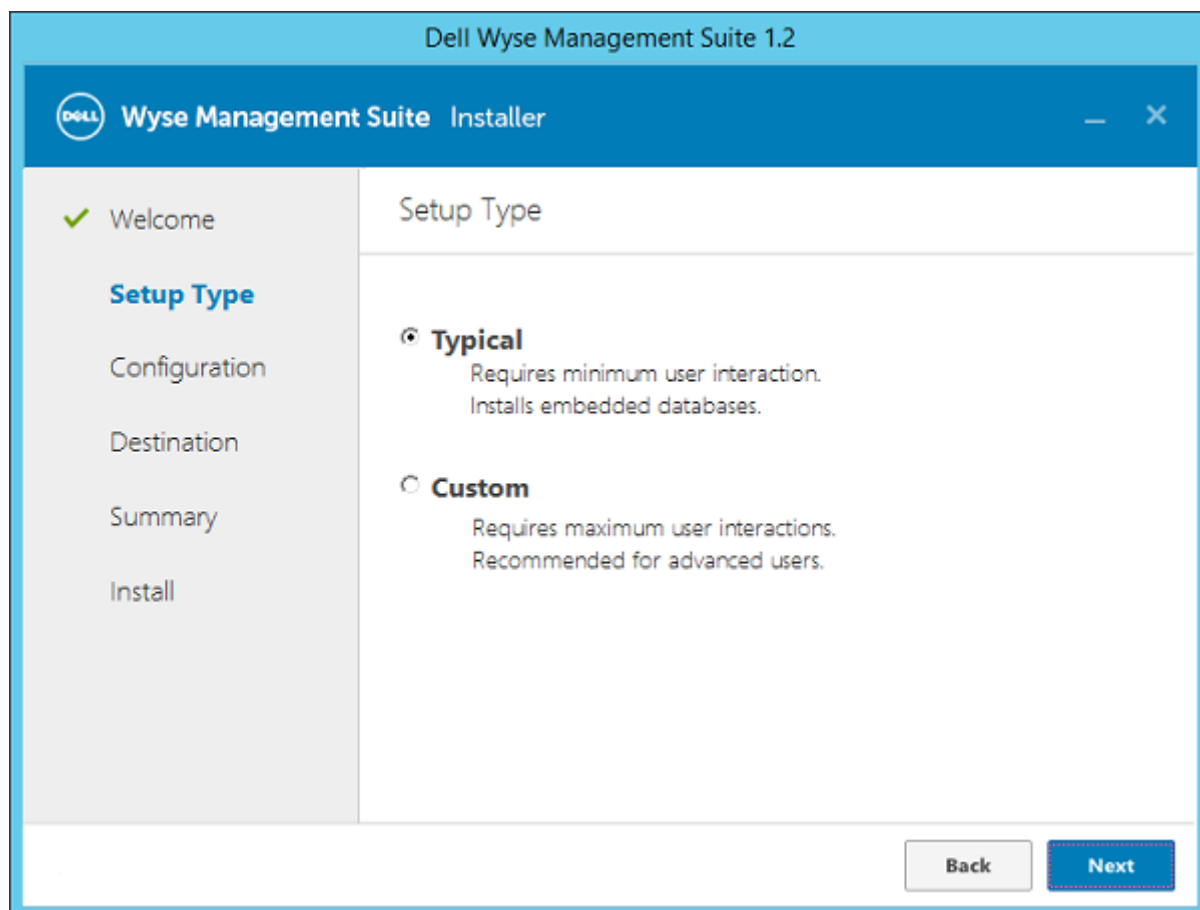 Dell Wyse Management Suite 1.2
DELL Wyse Management Suite Installer
Welcome
Setup Type
Configuration
Destination
Summary
Install
Setup Type
Typical
Requires minimum user interaction.
Installs embedded databases.
Custom
Requires maximum user interactions.
Recommended for advanced users.
Back Next